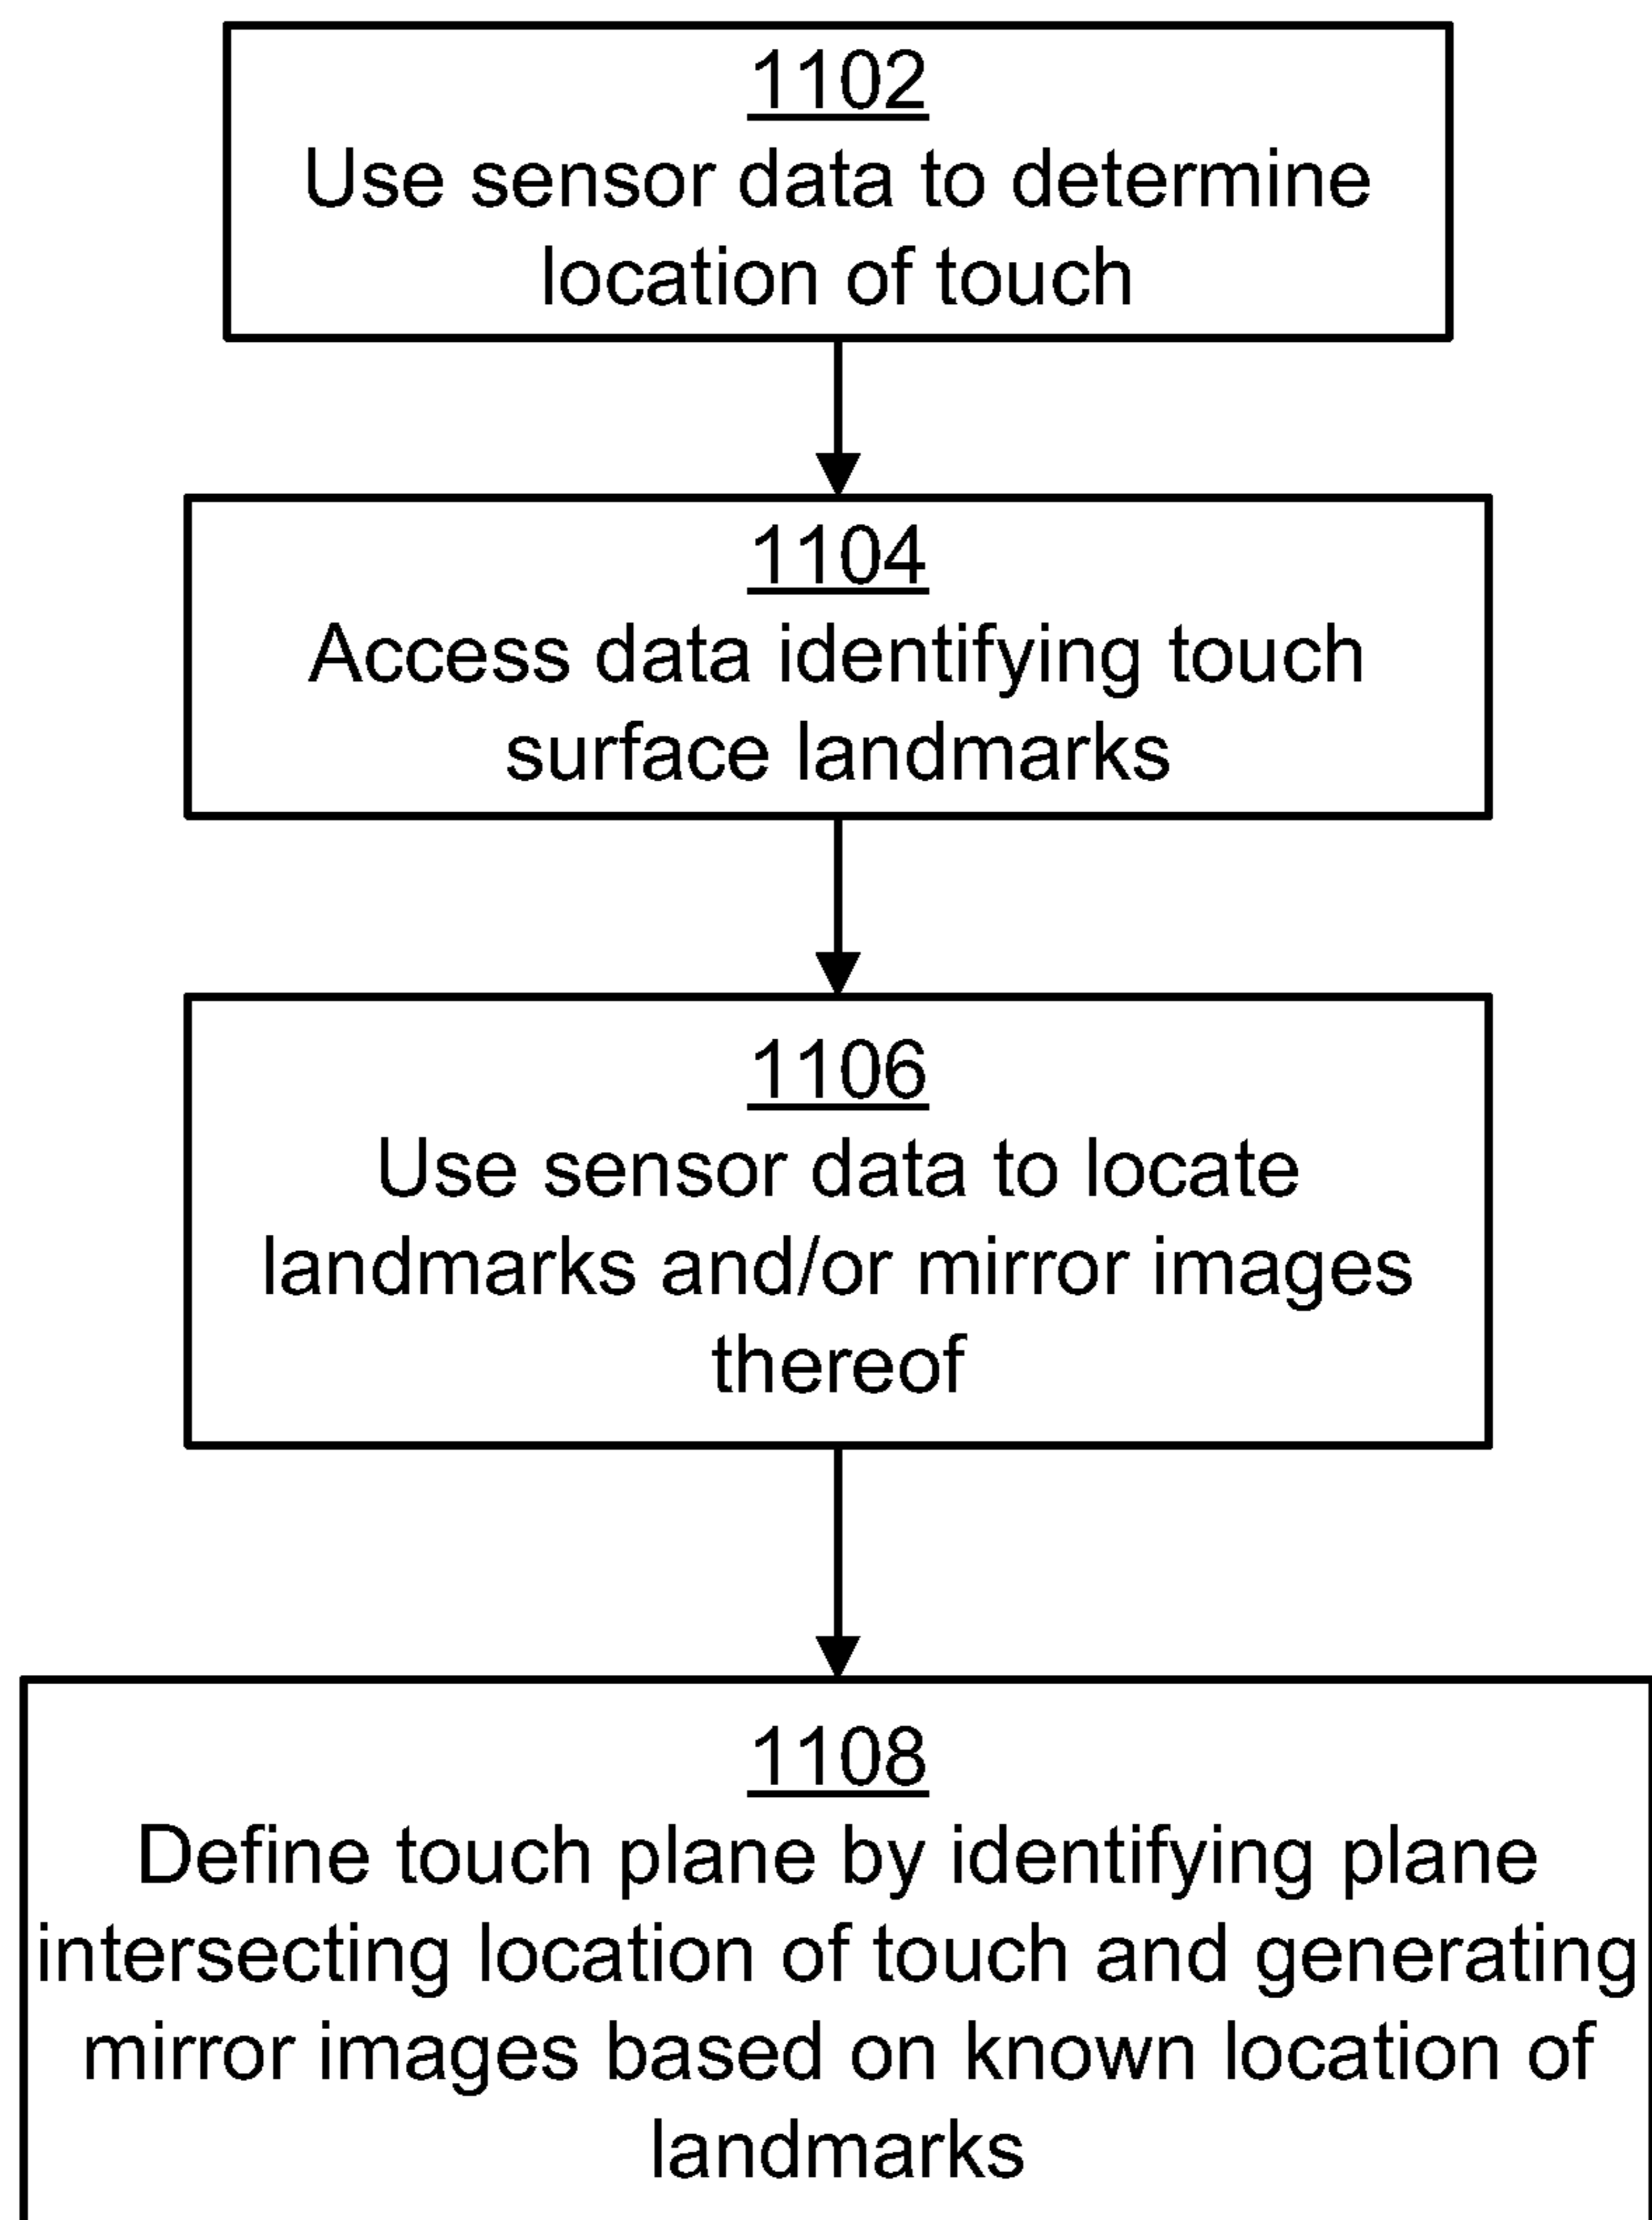 1102
Use sensor data to determine
location of touch
1104
Access data identifying touch
surface landmarks
1106
Use sensor data to locate
landmarks and/or mirror images
thereof
1108
Define touch plane by identifying plane
intersecting location of touch and generating
mirror images based on known location of
landmarks